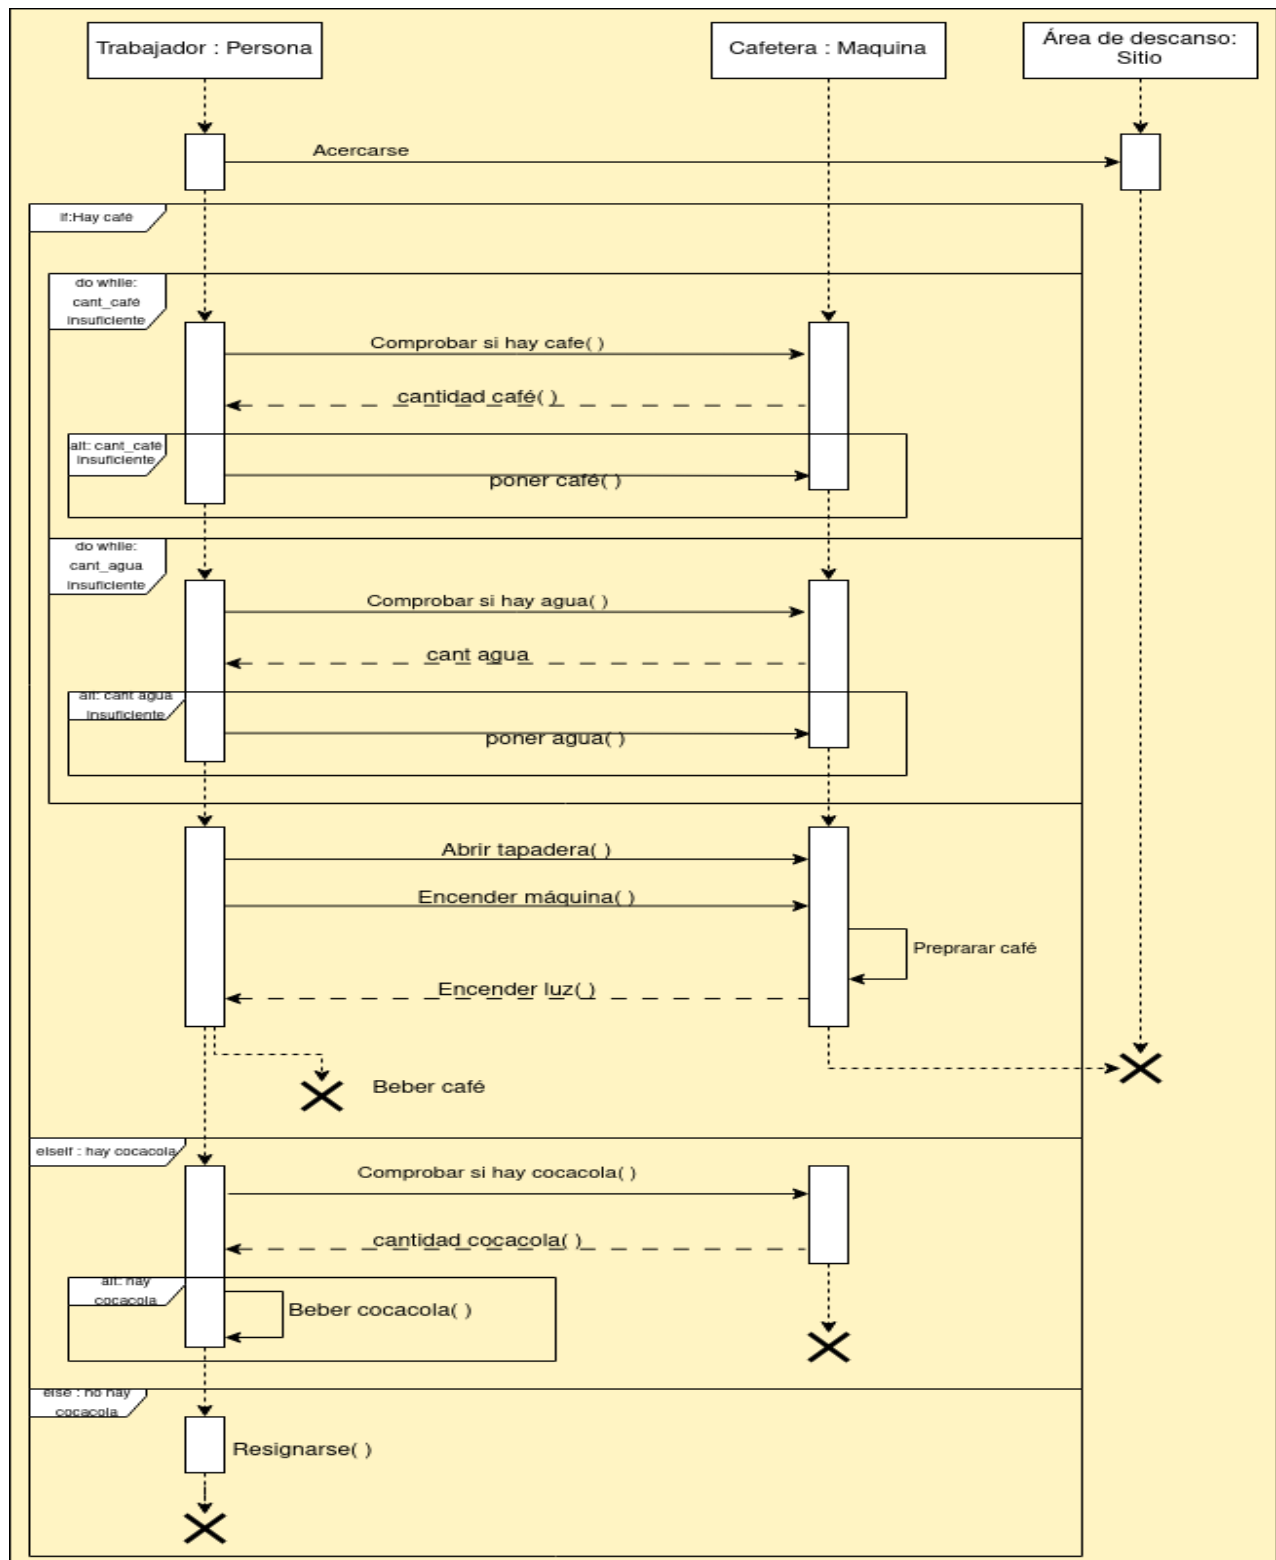 Trabajador : Persona
Cafetera : Maquina
Área de descanso:
Sitio
Acercarse
If:Hay café
do while:
cant_café
Insuficiente
Comprobar si hay cafe( )
cantidad café( )
alt: cant_café
Insuficiente
poner café( )
do while:
cant_agua
Insuficiente
Comprobar si hay agua( )
cant agua
alt: cant agua
Insuficiente
poner agua( )
Abrir tapadera( )
Encender máquina( )
Preprarar café
Encender luz( )
Beber café
elseif : hay cocacola
Comprobar si hay cocacola( )
cantidad cocacola( )
alt: hay
cocacola
Beber cocacola( )
else : no hay
cocacola
Resignarse( )